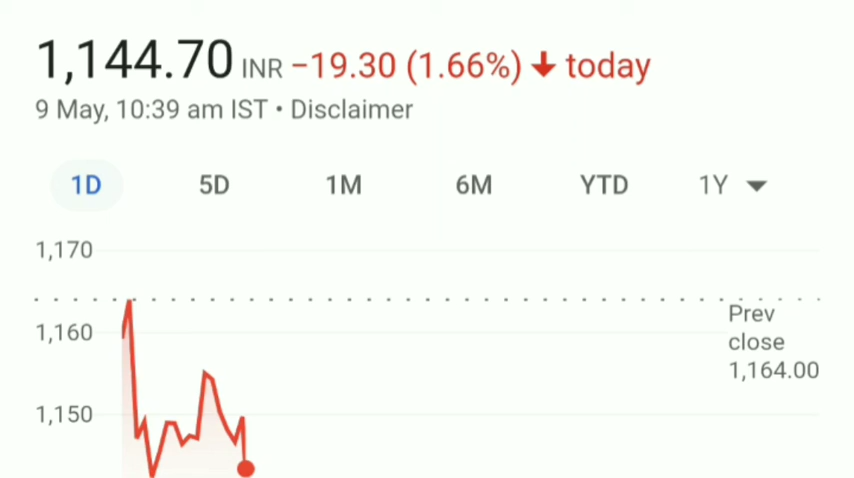 1,144.70 INR −19.30 (1.66%) ↓ today
9 May, 10:39 am IST • Disclaimer
1D 5D 1M 6M YTD 1Y
1,170
Prev
close
1,164.00
1,160
1,150